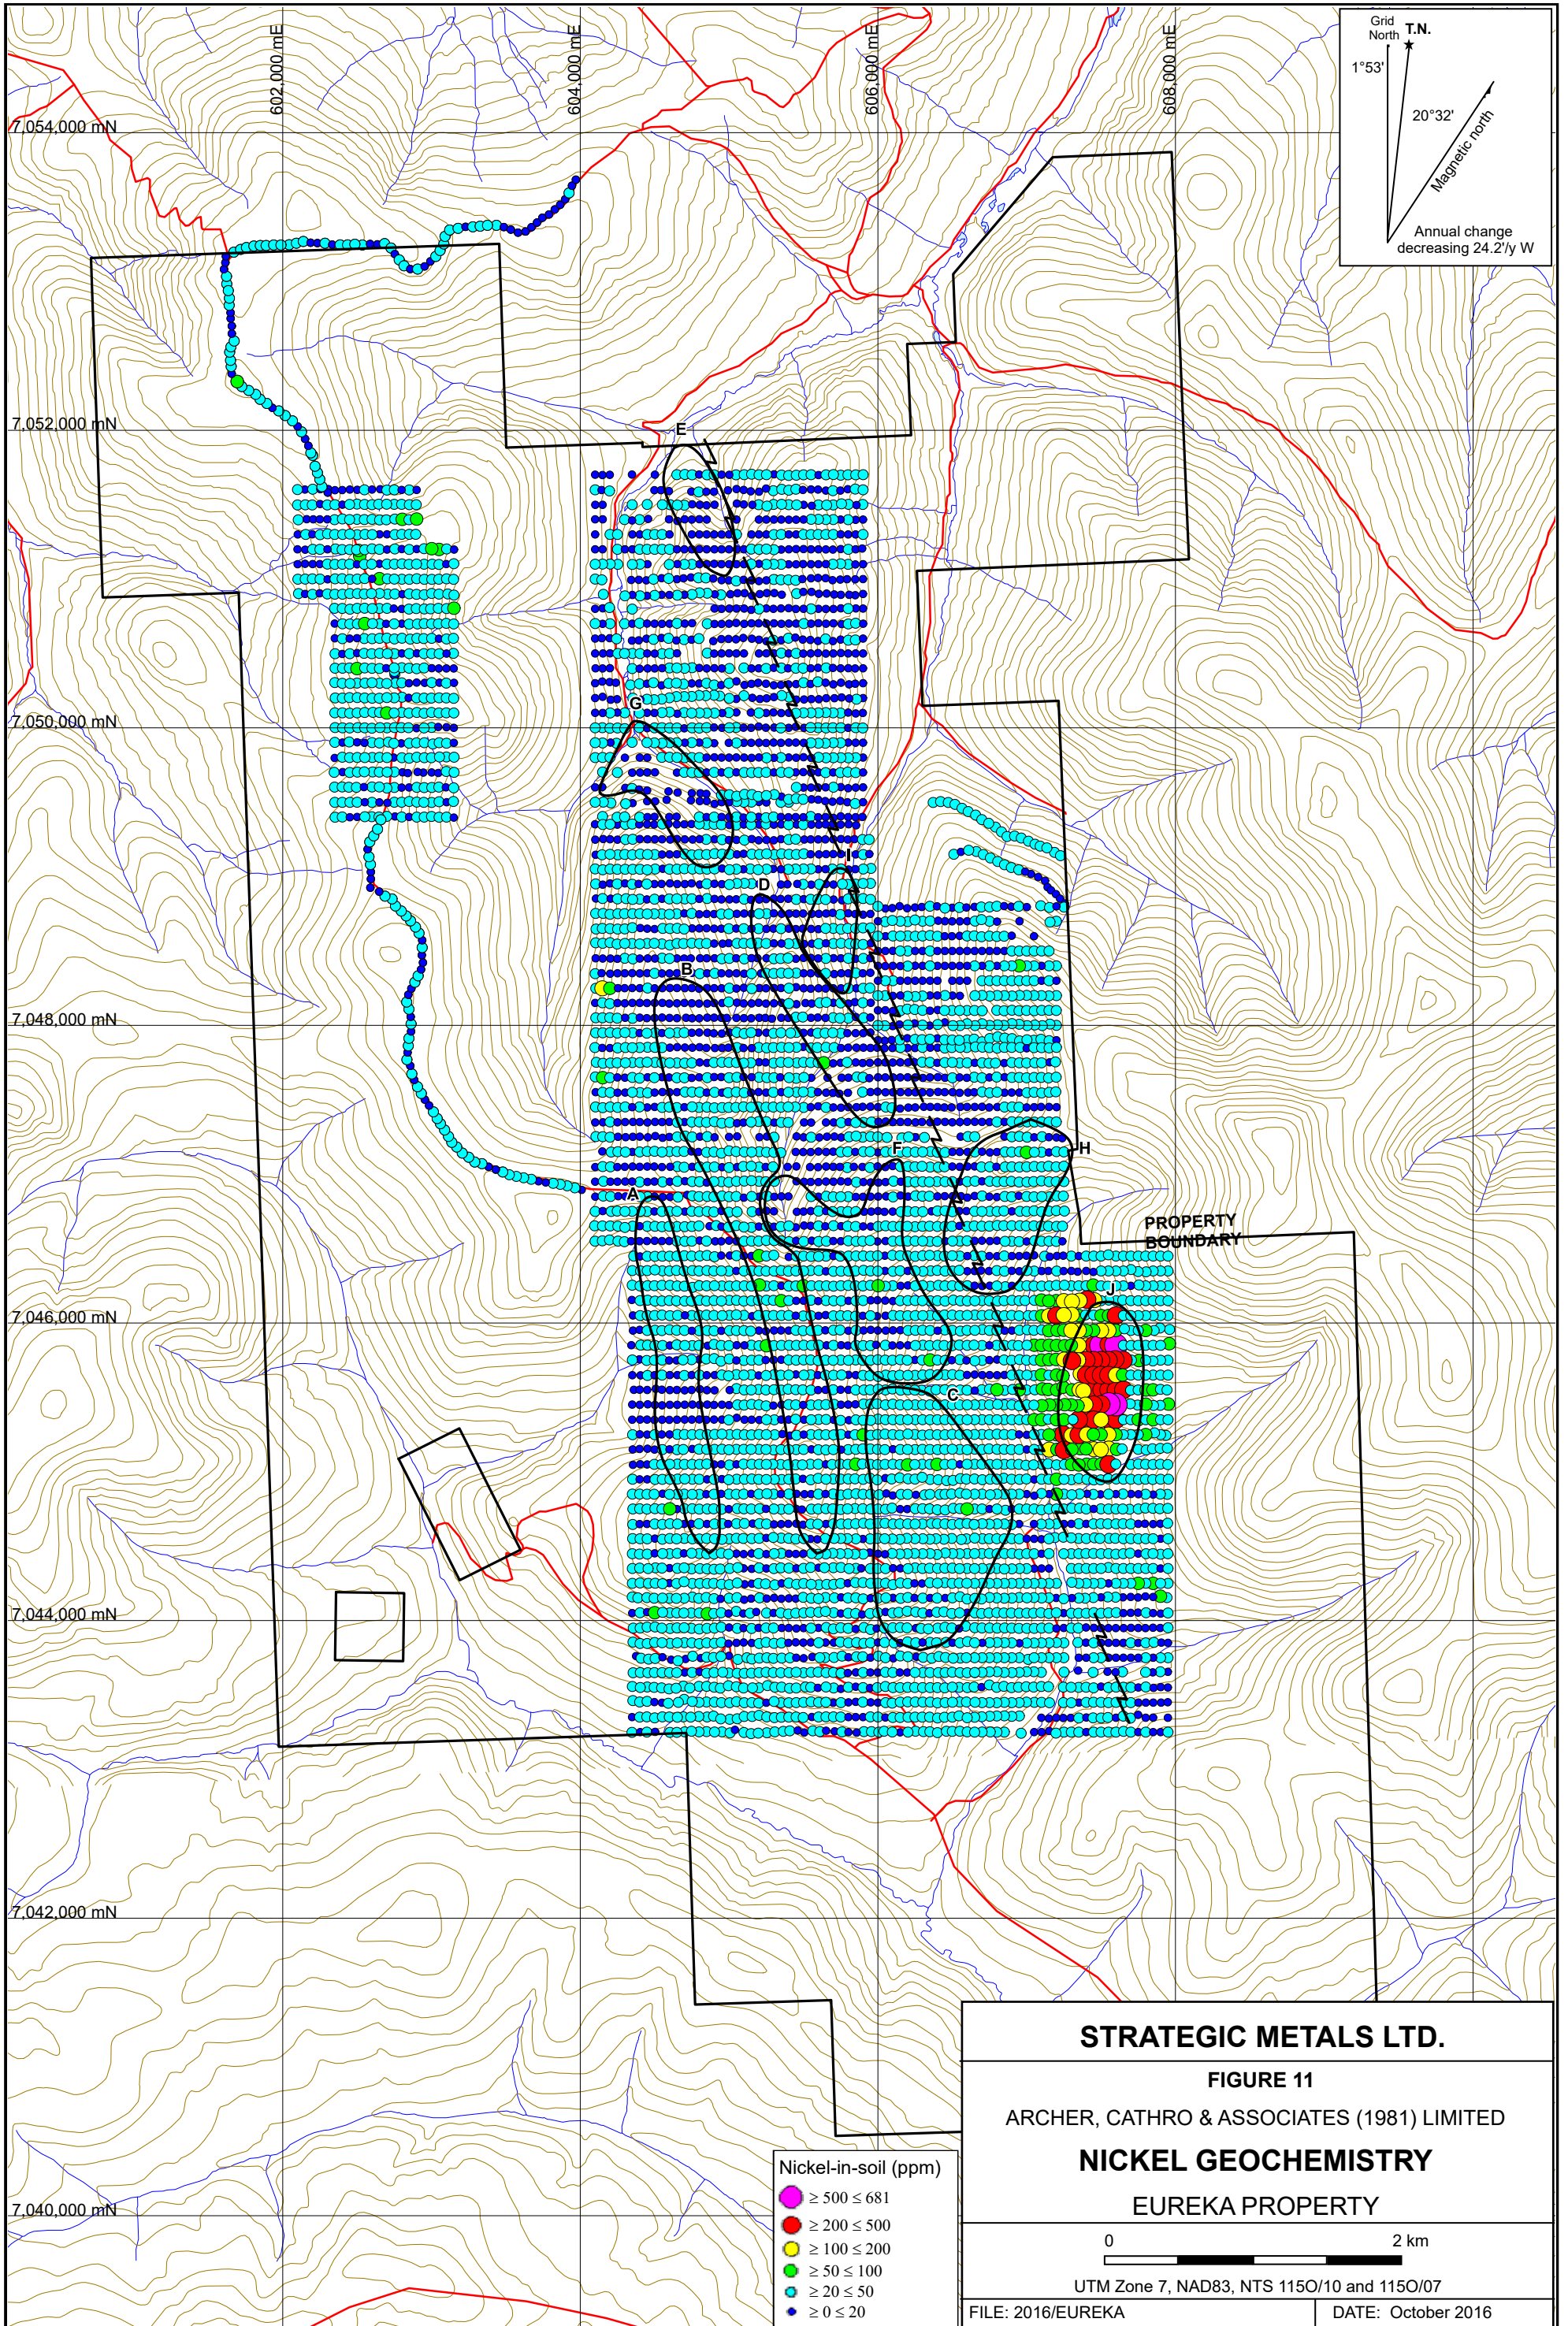 602,000 mE
604,000 mE
606,000 mE
608,000 mE
Grid
North
T.N.
1°53'
20°32'
Magnetic north
Annual change
decreasing 24.2'/y W
7,054,000 mN
7,052,000 mN
E
G
7,050,000 mN
I
D
B
7,048,000 mN
F
H
A
PROPERTY
BOUNDARY
J
7,046,000 mN
C
7,044,000 mN
7,042,000 mN
7,040,000 mN
Nickel-in-soil (ppm)
≥ 500 ≤ 681
≥ 200 ≤ 500
≥ 100 ≤ 200
≥ 50 ≤ 100
≥ 20 ≤ 50
≥ 0 ≤ 20
STRATEGIC METALS LTD.
FIGURE 11
ARCHER, CATHRO & ASSOCIATES (1981) LIMITED
NICKEL GEOCHEMISTRY
EUREKA PROPERTY
0 2 km
UTM Zone 7, NAD83, NTS 115O/10 and 115O/07
FILE: 2016/EUREKA DATE: October 2016